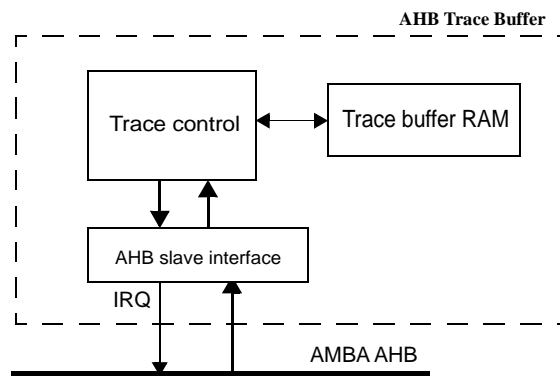 AHB Trace Buffer
Trace control
Trace buffer RAM
AHB slave interface
IRQ
AMBA AHB